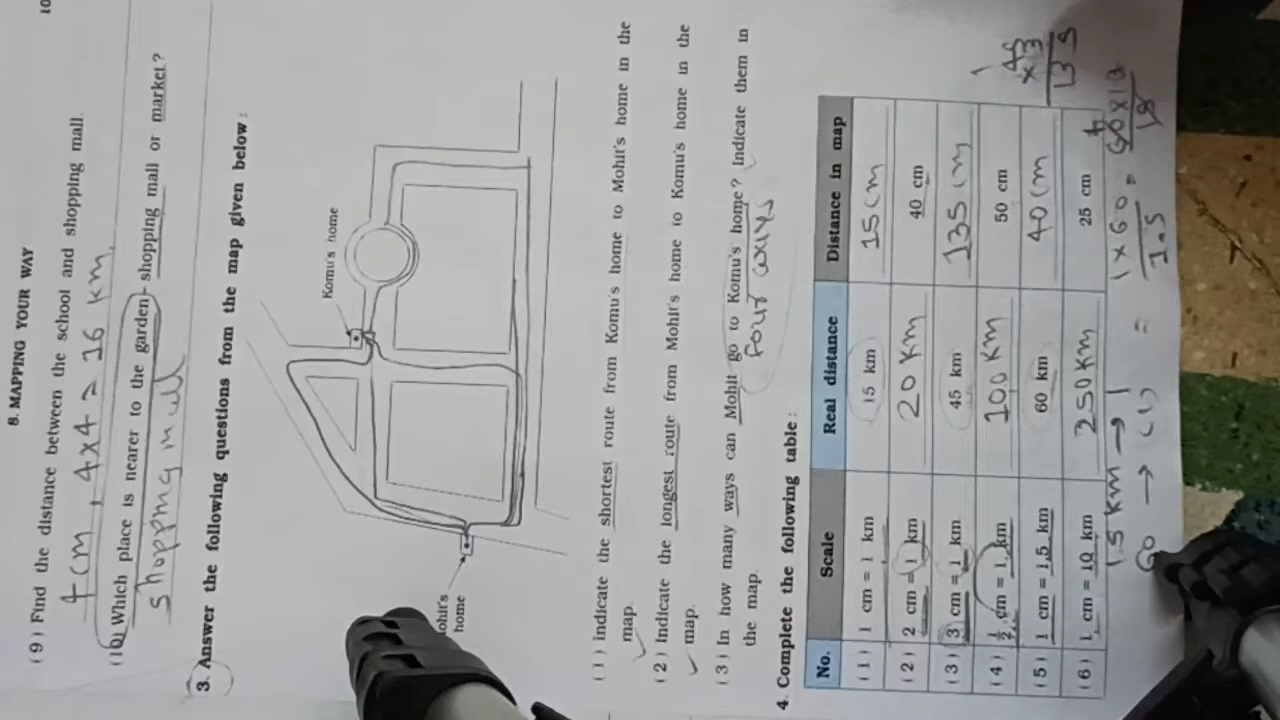 8. MAPPING YOUR WAY
10
( 9 ) Find the distance between the school and shopping mall.
4 cm, 4x4 = 16 km.
(10) Which place is nearer to the garden - shopping mall or market ?
shopping mall
3. Answer the following questions from the map given below :
Komu's home
home
( 1 ) Indicate the shortest route from Komu's home to Mohit's home in the
map.
( 2 ) Indicate the longest route from Mohit's home to Komu's home in the
map.
( 3 ) In how many ways can Mohit go to Komu's home ? Indicate them in
the map.
four ways
4. Complete the following table :
No. Scale Real distance Distance in map
( 1 ) 1 cm = 1 km 15 km 15 cm
( 2 ) 2 cm = 1 km 20 km 40 cm
( 3 ) 3 cm = 1 km 45 km 135 cm
( 4 ) ½ cm = 1 km 100 km 50 cm
( 5 ) 1 cm = 1.5 km 60 km 40 cm
( 6 ) 1 cm = 10 km 250 km 25 cm
45
x 3
135
1.5 km → 1
60 → ( ) = 1 x 60 =
1.5